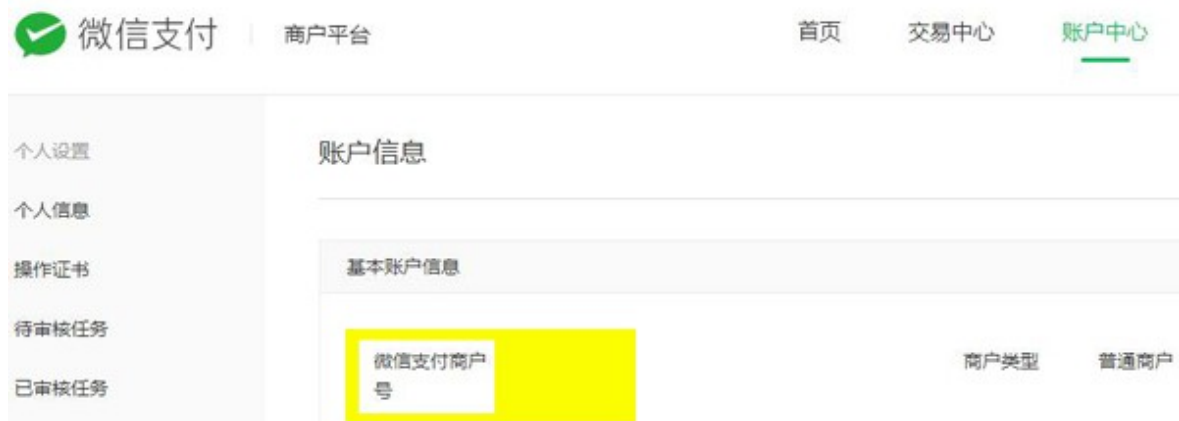 微信支付 商户平台 首页 交易中心 账户中心
个人设置
账户信息
个人信息
操作证书
基本账户信息
待审核任务
微信支付商户
号
商户类型 普通商户
已审核任务